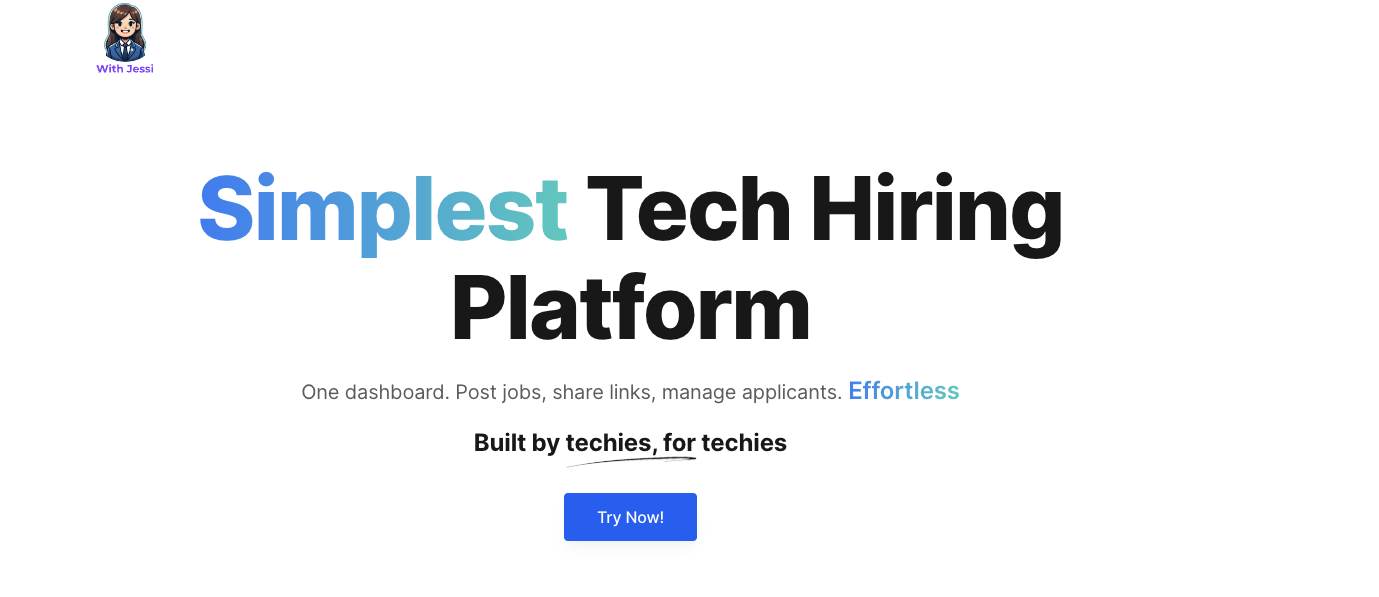 With Jessi
Simplest Tech Hiring
Platform
One dashboard. Post jobs, share links, manage applicants. Effortless
Built by techies, for techies
Try Now!